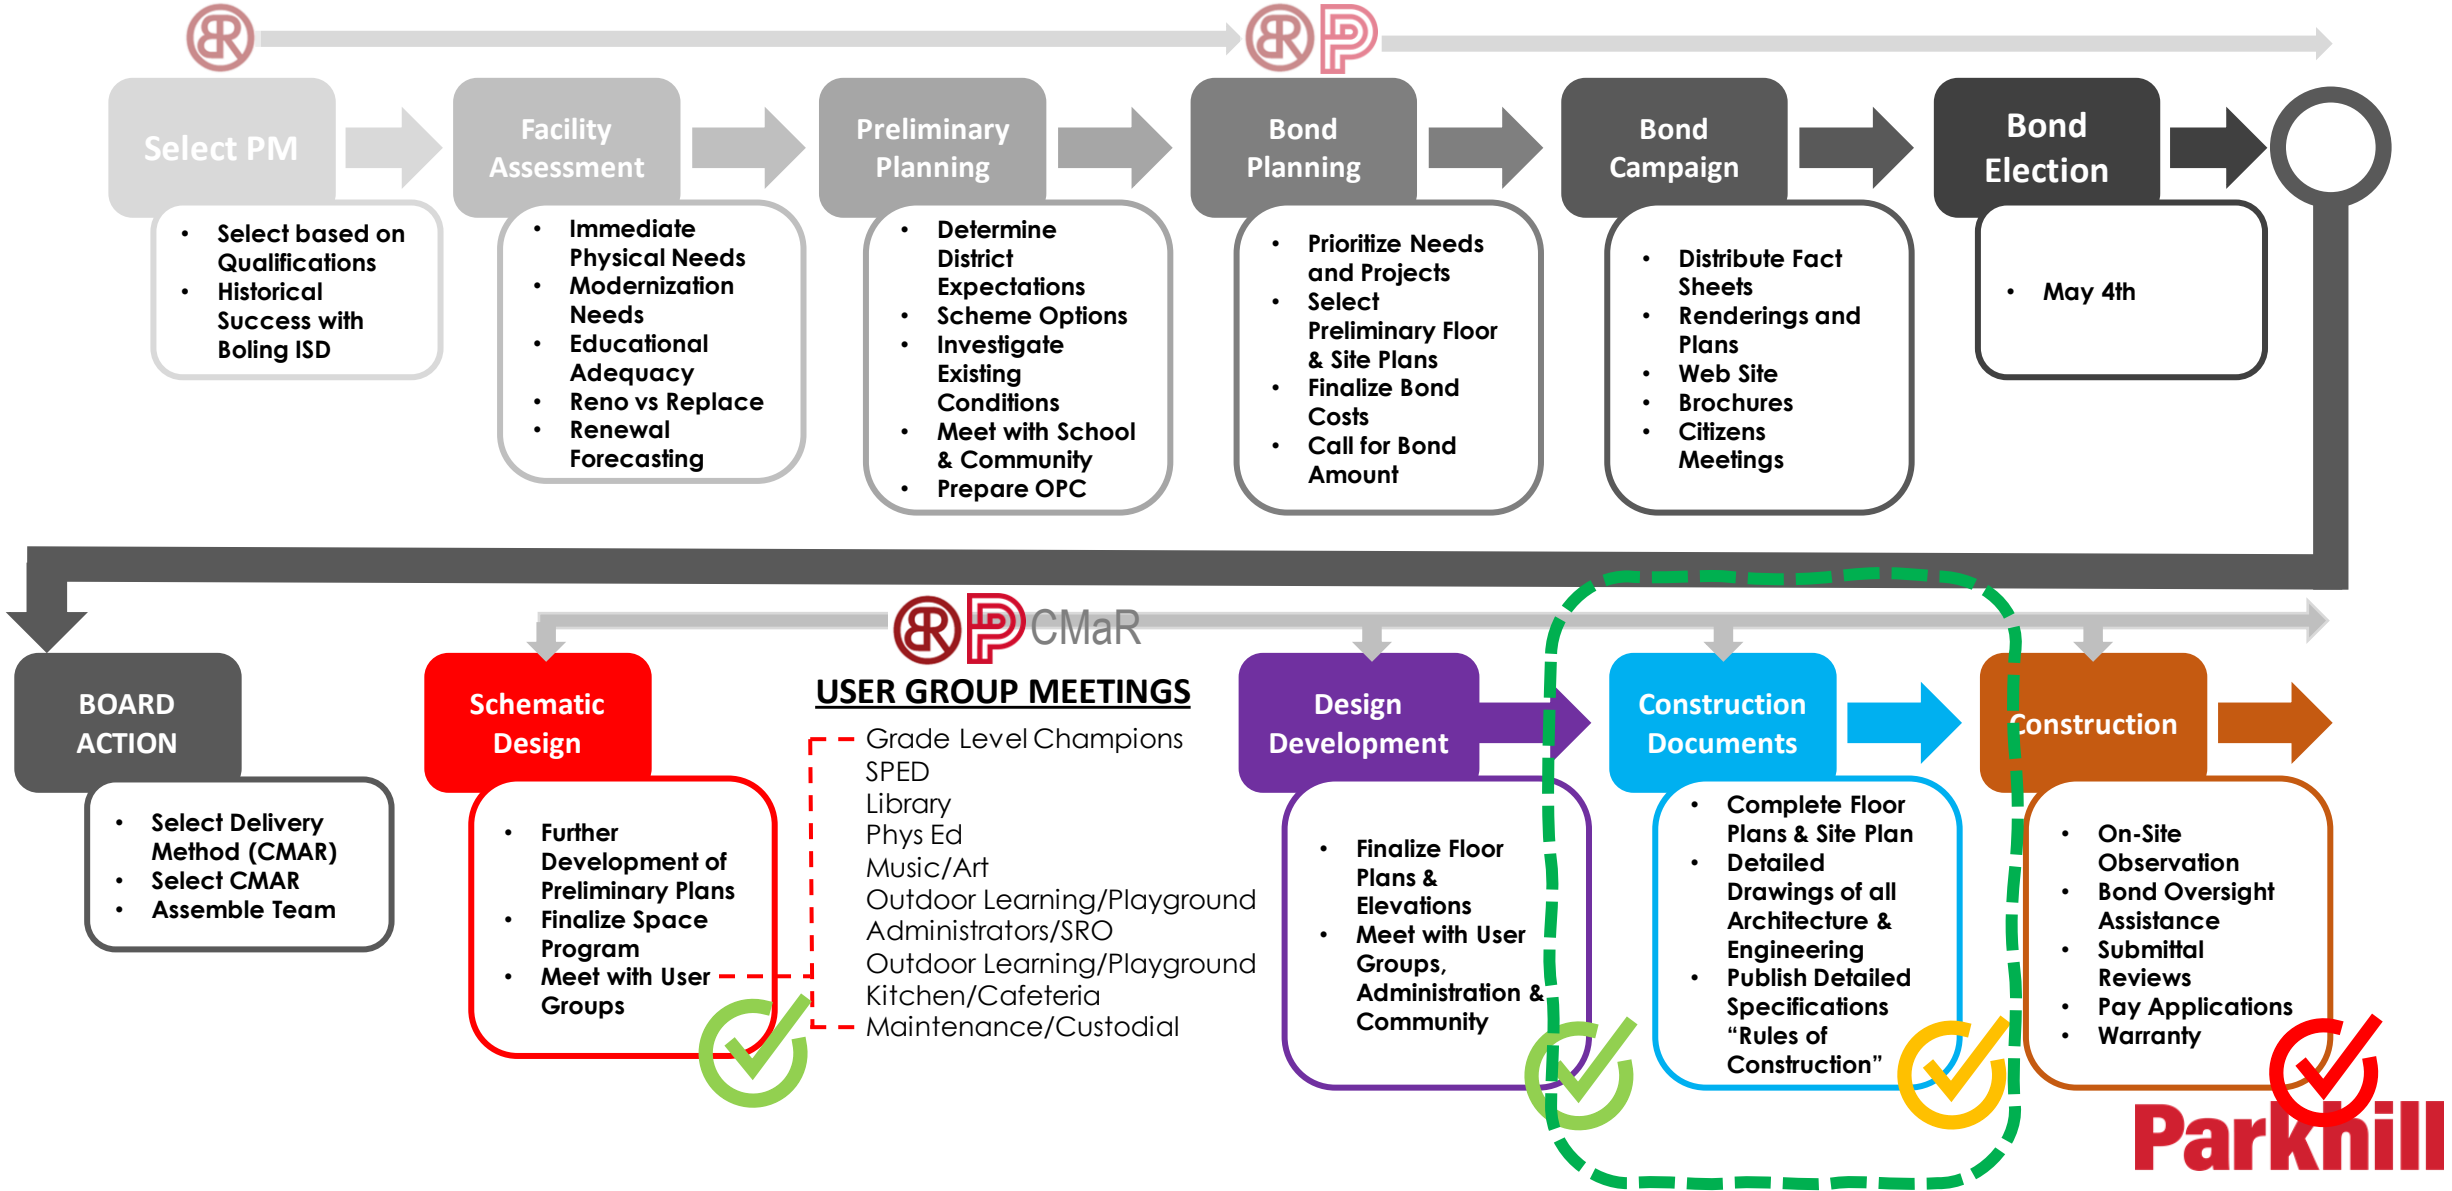 Select PM
Facility
Assessment
Preliminary
Planning
Bond
Planning
Bond
Campaign
Bond
Election
• Select based on
Qualifications
• Historical
Success with
Boling ISD
• Immediate
Physical Needs
• Modernization
Needs
• Educational
Adequacy
• Reno vs Replace
• Renewal
Forecasting
• Determine
District
Expectations
• Scheme Options
• Investigate
Existing
Conditions
• Meet with School
& Community
• Prepare OPC
• Prioritize Needs
and Projects
• Select
Preliminary Floor
& Site Plans
• Finalize Bond
Costs
• Call for Bond
Amount
• Distribute Fact
Sheets
• Renderings and
Plans
• Web Site
• Brochures
• Citizens
Meetings
• May 4th
CMaR
BOARD
ACTION
• Select Delivery
Method (CMAR)
• Select CMAR
• Assemble Team
Schematic
Design
• Further
Development of
Preliminary Plans
• Finalize Space
Program
• Meet with User
Groups
USER GROUP MEETINGS
Grade Level Champions
SPED
Library
Phys Ed
Music/Art
Outdoor Learning/Playground
Administrators/SRO
Outdoor Learning/Playground
Kitchen/Cafeteria
Maintenance/Custodial
Design
Development
• Finalize Floor
Plans &
Elevations
• Meet with User
Groups,
Administration &
Community
Construction
Documents
• Complete Floor
Plans & Site Plan
• Detailed
Drawings of all
Architecture &
Engineering
• Publish Detailed
Specifications
“Rules of
Construction”
Construction
• On-Site
Observation
• Bond Oversight
Assistance
• Submittal
Reviews
• Pay Applications
• Warranty
Parkhill